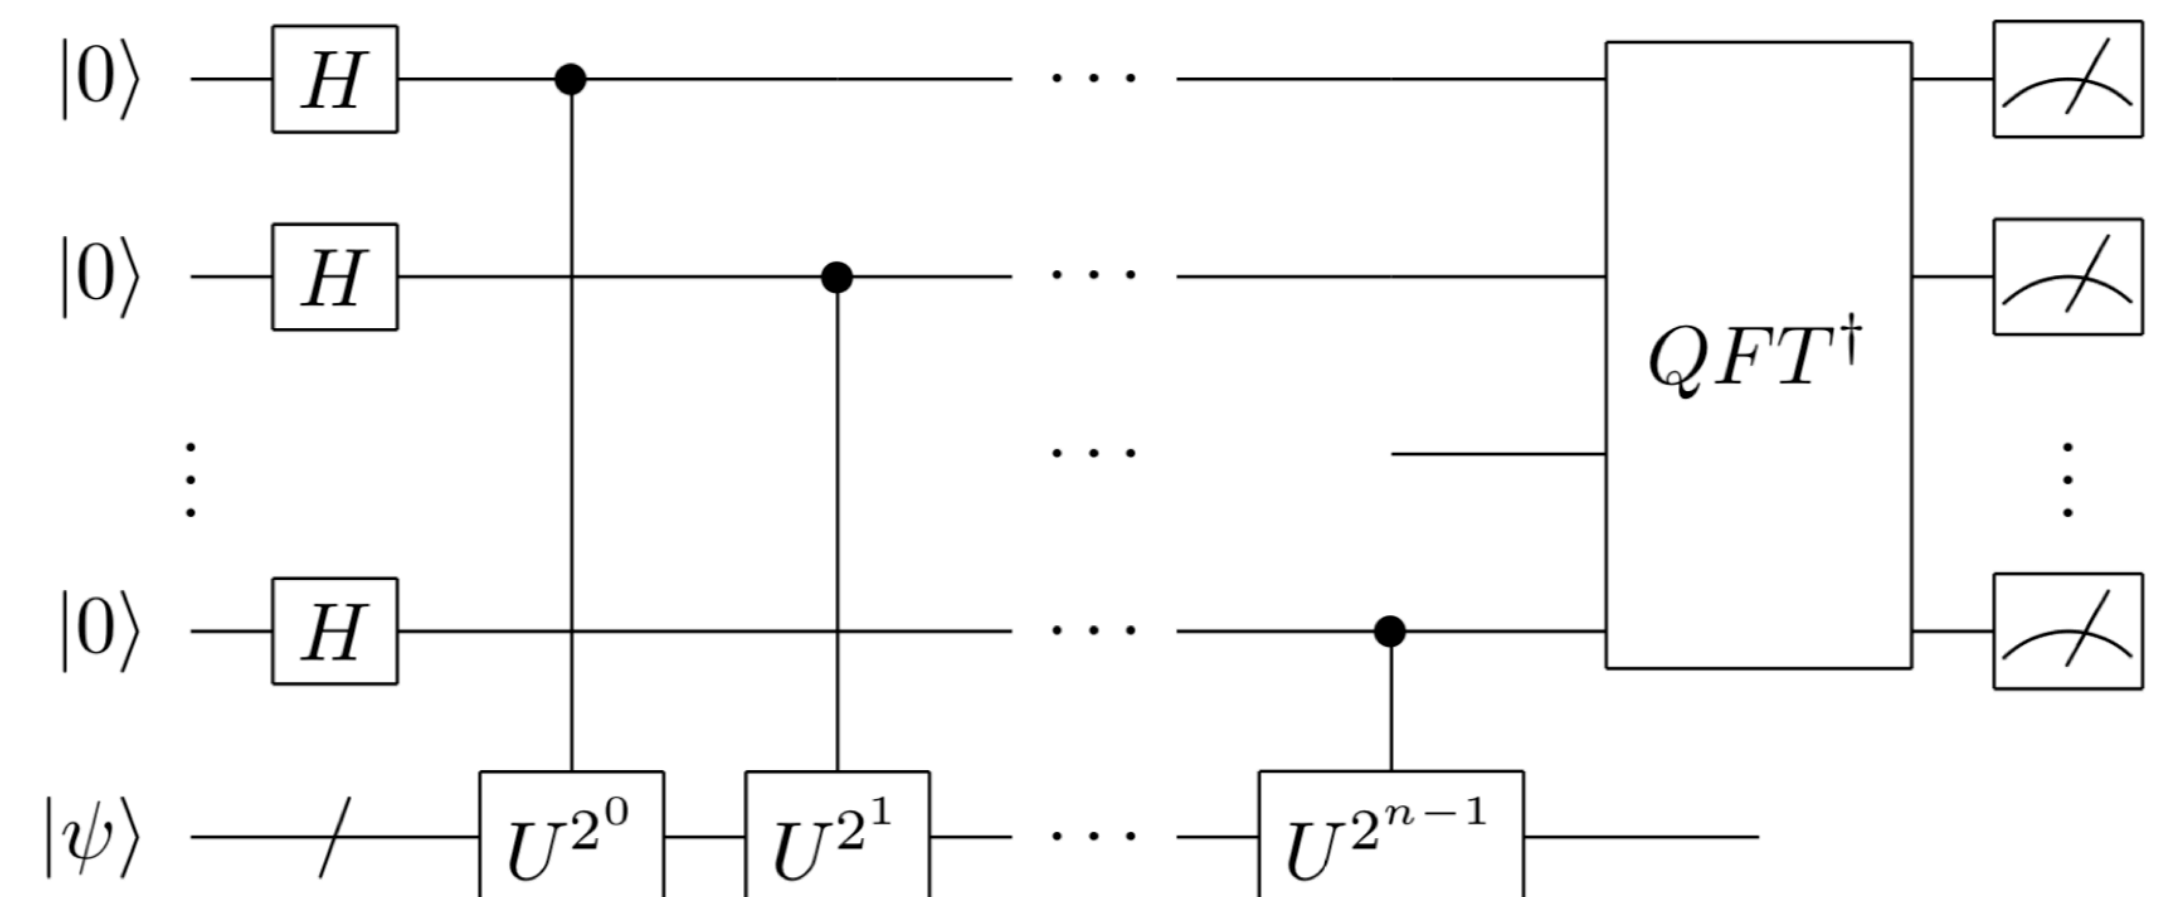 |0⟩ H
|0⟩ H
QFT†
|0⟩ H
|ψ⟩ U^{2^0} U^{2^1} U^{2^{n-1}}